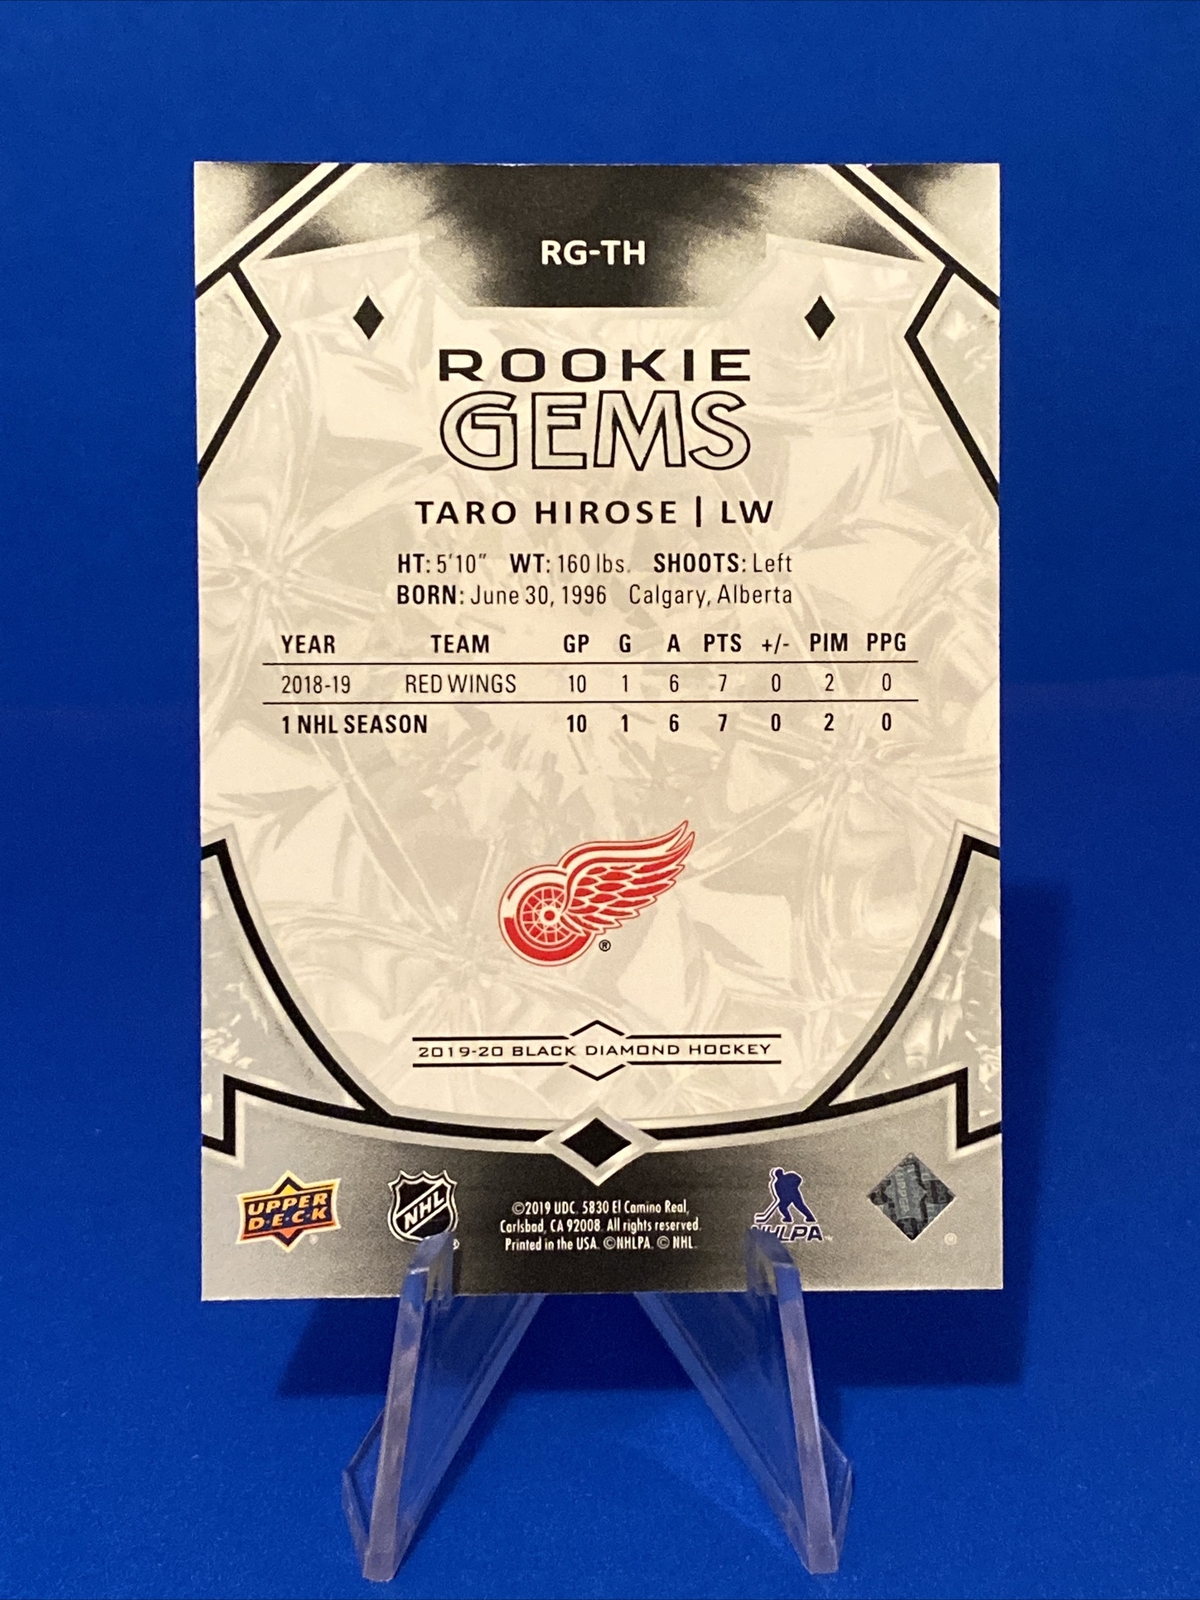 RG-TH
ROOKIE
GEMS
TARO HIROSE | LW
HT: 5'10" WT: 160 lbs. SHOOTS: Left
BORN: June 30, 1996 Calgary, Alberta
YEAR TEAM GP G A PTS +/- PIM PPG
2018-19 RED WINGS 10 1 6 7 0 2 0
1 NHL SEASON 10 1 6 7 0 2 0
®
2019-20 BLACK DIAMOND HOCKEY
UPPER
DECK
®
NHL
®
©2019 UDC. 5830 El Camino Real,
Carlsbad, CA 92008. All rights reserved.
Printed in the USA. ©NHLPA. © NHL.
NHLPA
®